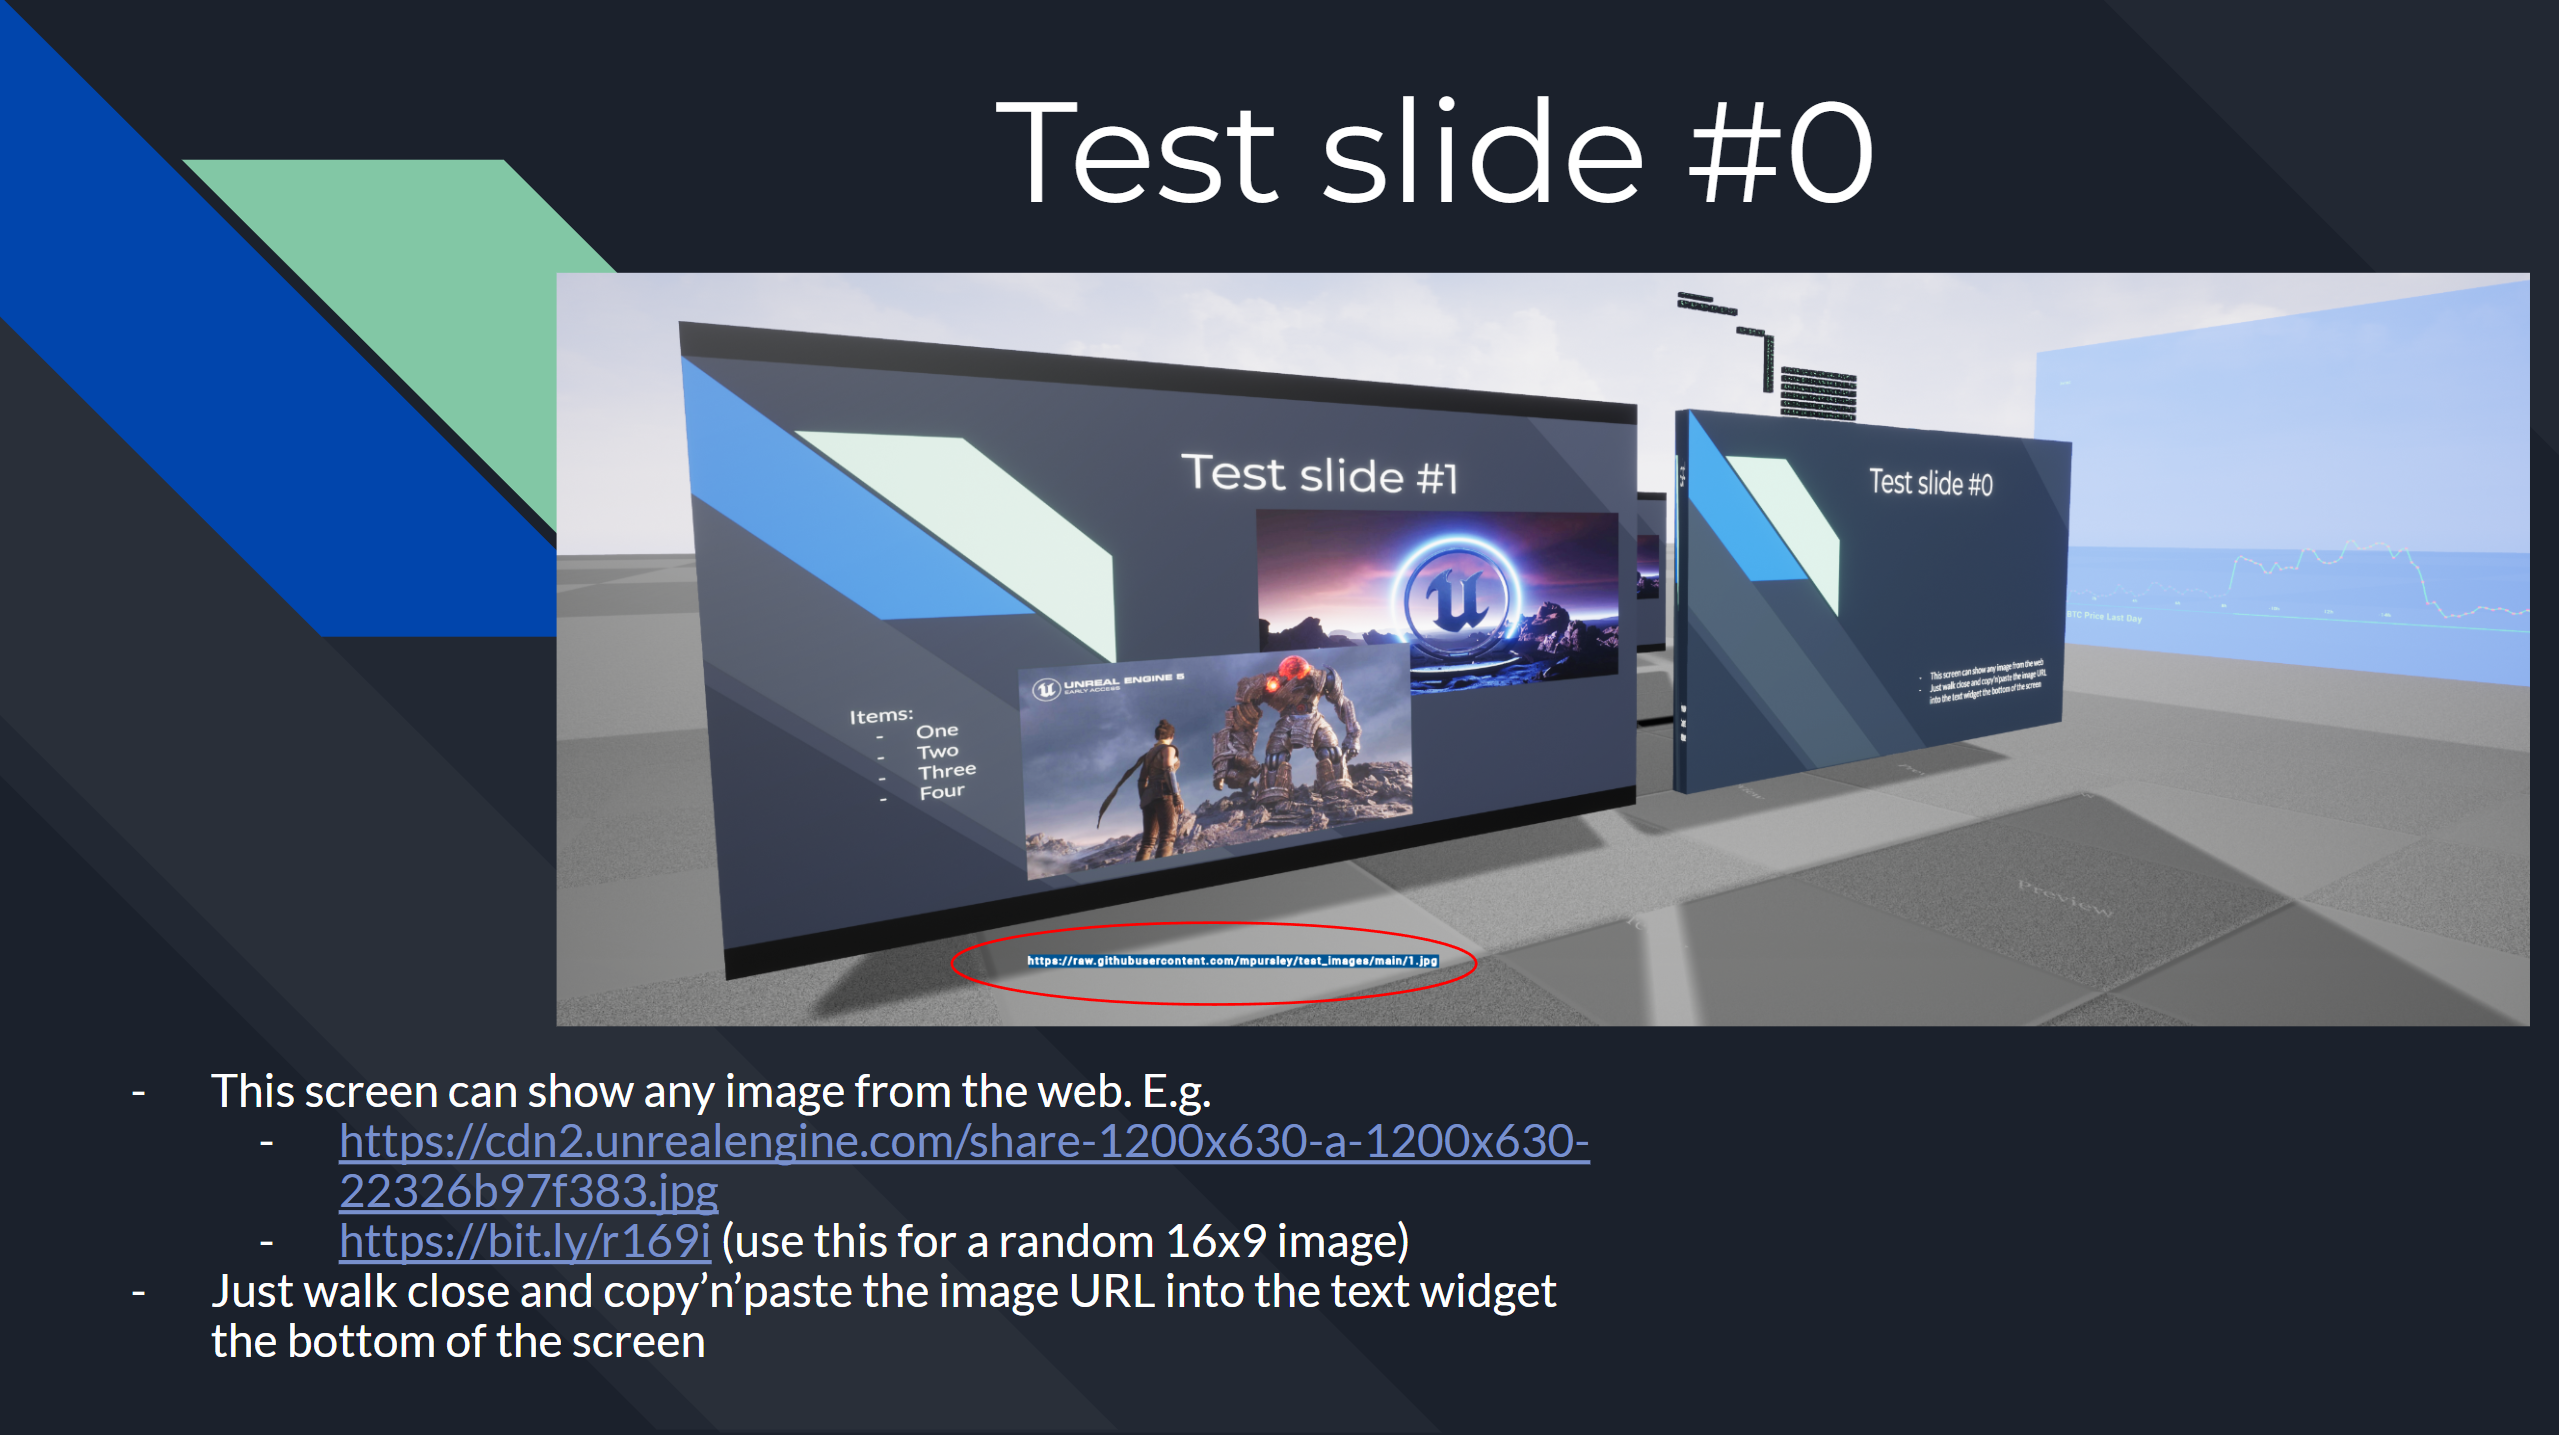 Test slide #0
Test slide #1
Test slide #0
UNREAL ENGINE 5
EARLY ACCESS
Items:
- One
- Two
- Three
- Four
- This screen can show any image from the web
- Just walk close and copy'n'paste the image URL
into the text widget the bottom of the screen
BTC Price Last Day
Preview
https://raw.githubusercontent.com/mpursley/test_images/main/1.jpg
- This screen can show any image from the web. E.g.
- https://cdn2.unrealengine.com/share-1200x630-a-1200x630-
22326b97f383.jpg
- https://bit.ly/r169i (use this for a random 16x9 image)
- Just walk close and copy’n’paste the image URL into the text widget
the bottom of the screen